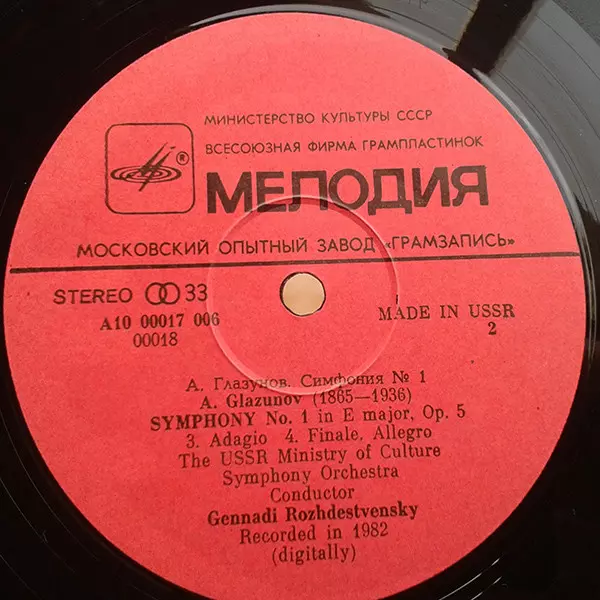 МИНИСТЕРСТВО КУЛЬТУРЫ СССР
ВСЕСОЮЗНАЯ ФИРМА ГРАМПЛАСТИНОК
®
МЕЛОДИЯ
МОСКОВСКИЙ ОПЫТНЫЙ ЗАВОД «ГРАМЗАПИСЬ»
STEREO 33
A10 00017 006
00018
MADE IN USSR
2
А. Глазунов. Симфония № 1
A. Glazunov (1865—1936)
SYMPHONY No. 1 in E major, Op. 5
3. Adagio 4. Finale. Allegro
The USSR Ministry of Culture
Symphony Orchestra
Conductor
Gennadi Rozhdestvensky
Recorded in 1982
(digitally)